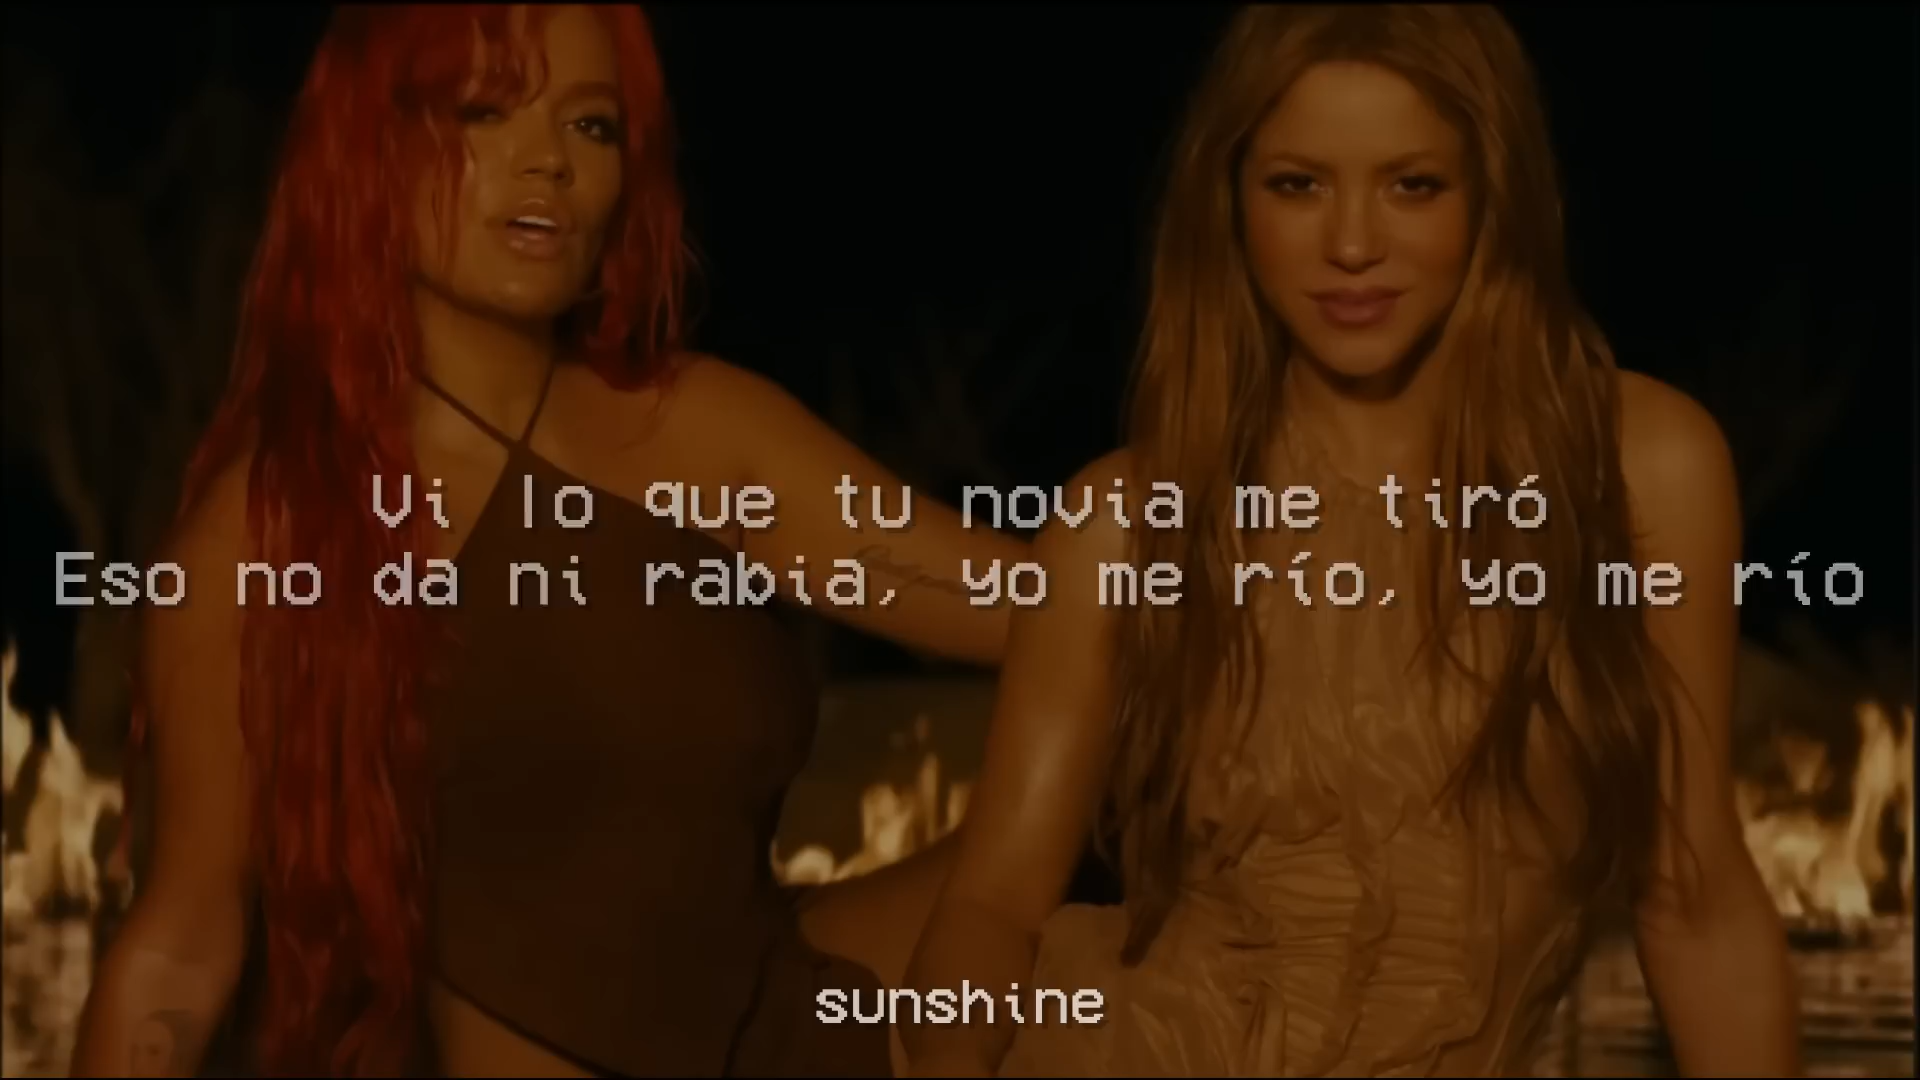 Vi lo que tu novia me tiró
Eso no da ni rabia, yo me río, yo me río
sunshine